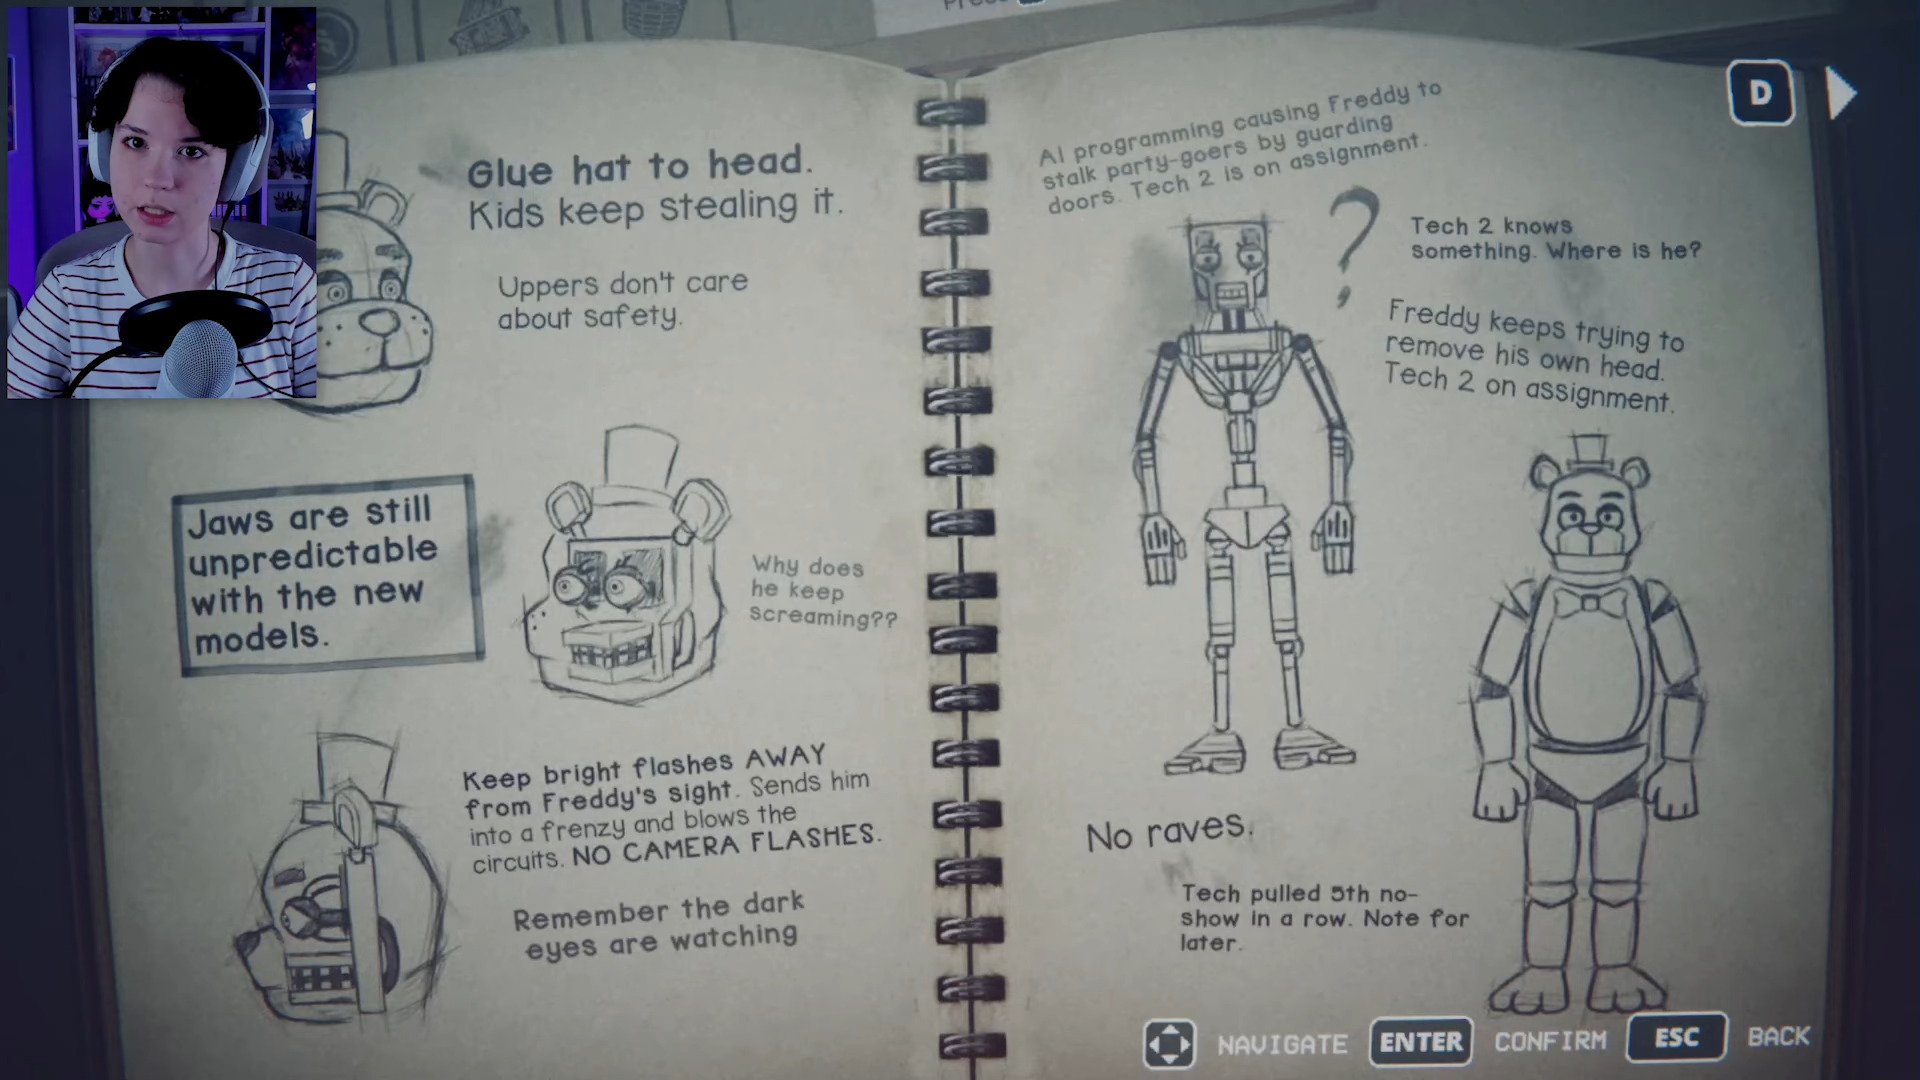 Glue hat to head.
Kids keep stealing it.
Uppers don't care
about safety.
Jaws are still
unpredictable
with the new
models.
Why does
he keep
screaming??
Keep bright flashes AWAY
from Freddy's sight. Sends him
into a frenzy and blows the
circuits. NO CAMERA FLASHES.
Remember the dark
eyes are watching
AI programming causing Freddy to
stalk party-goers by guarding
doors. Tech 2 is on assignment.
?
Tech 2 knows
something. Where is he?
Freddy keeps trying to
remove his own head.
Tech 2 on assignment.
No raves.
Tech pulled 5th no-
show in a row. Note for
later.
D
NAVIGATE ENTER CONFIRM ESC BACK